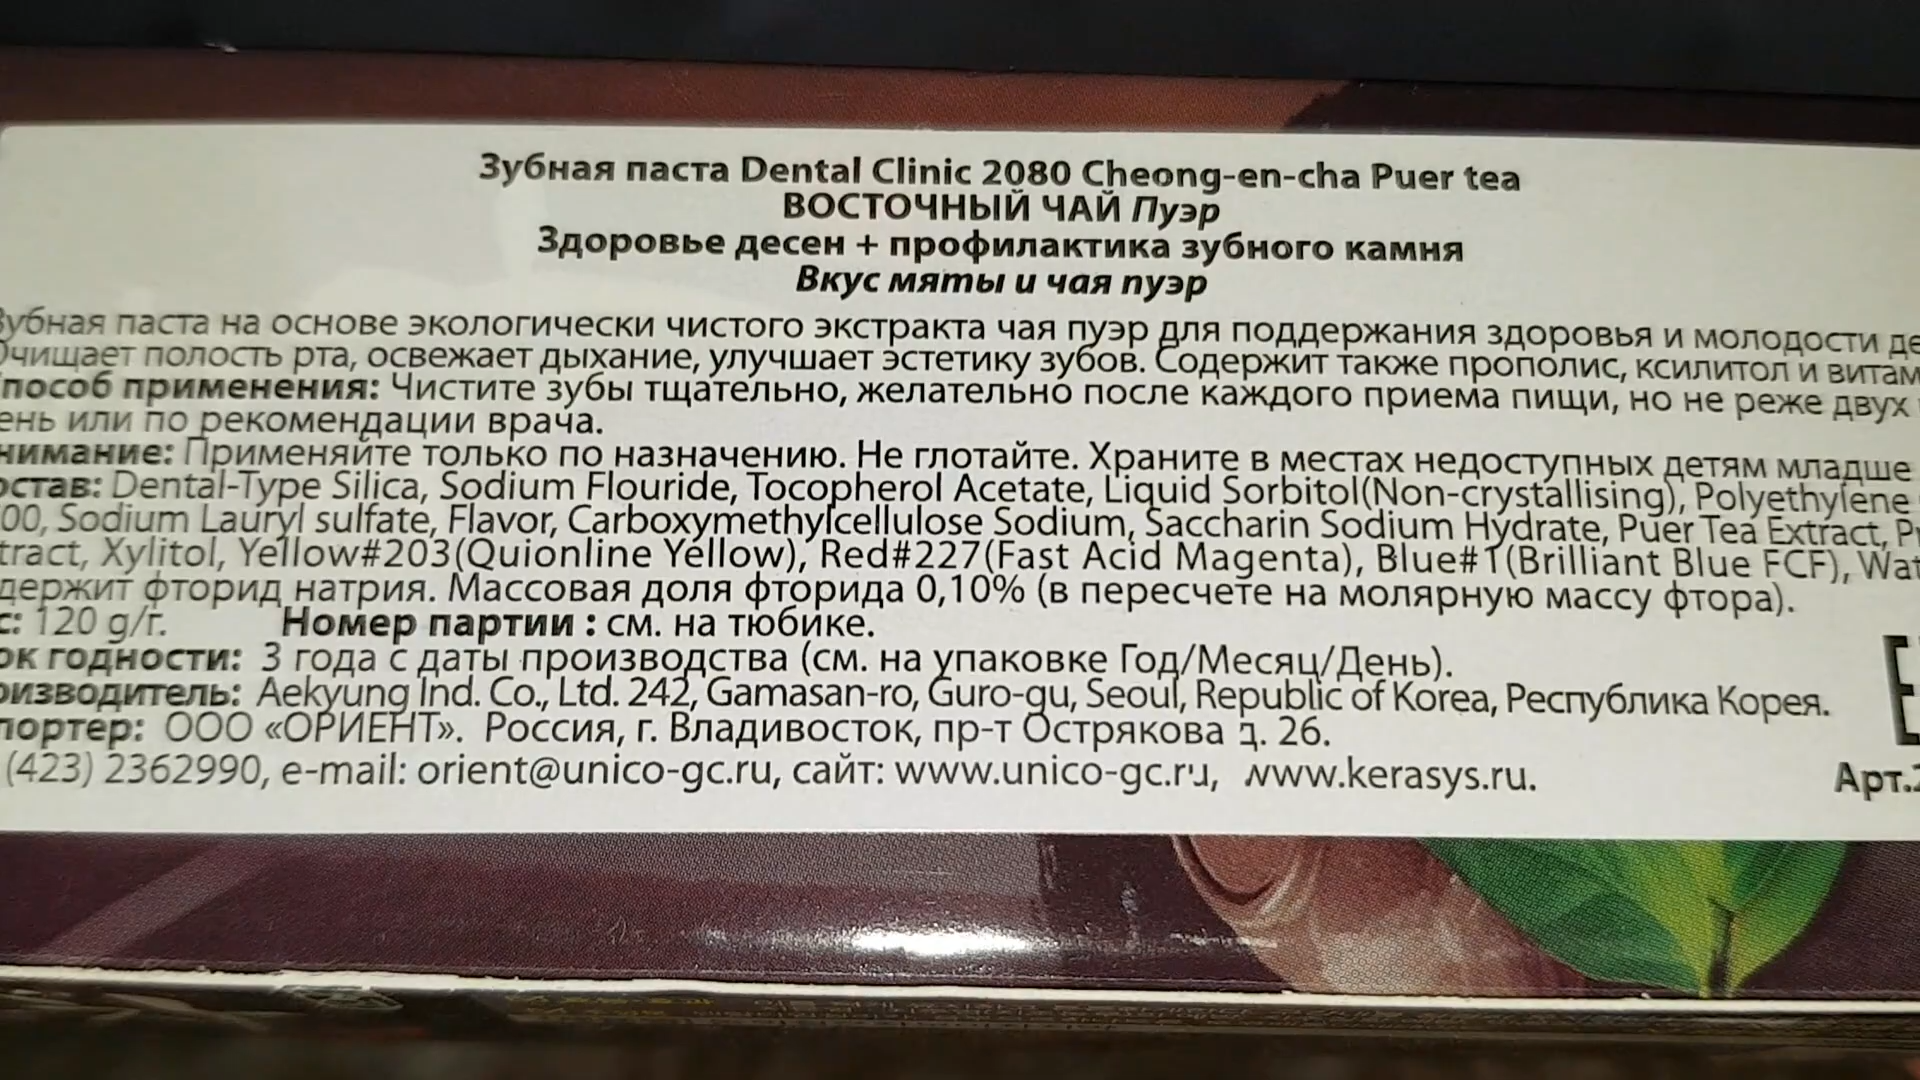 Зубная паста Dental Clinic 2080 Cheong-en-cha Puer tea
ВОСТОЧНЫЙ ЧАЙ Пуэр
Здоровье десен + профилактика зубного камня
Вкус мяты и чая пуэр
Зубная паста на основе экологически чистого экстракта чая пуэр для поддержания здоровья и молодости де
Очищает полость рта, освежает дыхание, улучшает эстетику зубов. Содержит также прополис, ксилитол и витам
пособ применения: Чистите зубы тщательно, желательно после каждого приема пищи, но не реже двух
ень или по рекомендации врача.
нимание: Применяйте только по назначению. Не глотайте. Храните в местах недоступных детям младше
остав: Dental-Type Silica, Sodium Flouride, Tocopherol Acetate, Liquid Sorbitol(Non-crystallising), Polyethylene
00, Sodium Lauryl sulfate, Flavor, Carboxymethylcellulose Sodium, Saccharin Sodium Hydrate, Puer Tea Extract, Pr
tract, Xylitol, Yellow#203(Quionline Yellow), Red#227(Fast Acid Magenta), Blue#1(Brilliant Blue FCF), Wat
держит фторид натрия. Массовая доля фторида 0,10% (в пересчете на молярную массу фтора).
с: 120 g/г. Номер партии : см. на тюбике.
ок годности: 3 года с даты производства (см. на упаковке Год/Месяц/День).
оизводитель: Aekyung Ind. Co., Ltd. 242, Gamasan-ro, Guro-gu, Seoul, Republic of Korea, Республика Корея.
портер: ООО «ОРИЕНТ». Россия, г. Владивосток, пр-т Острякова д. 26.
(423) 2362990, e-mail: orient@unico-gc.ru, сайт: www.unico-gc.ru, www.kerasys.ru.
Арт.2